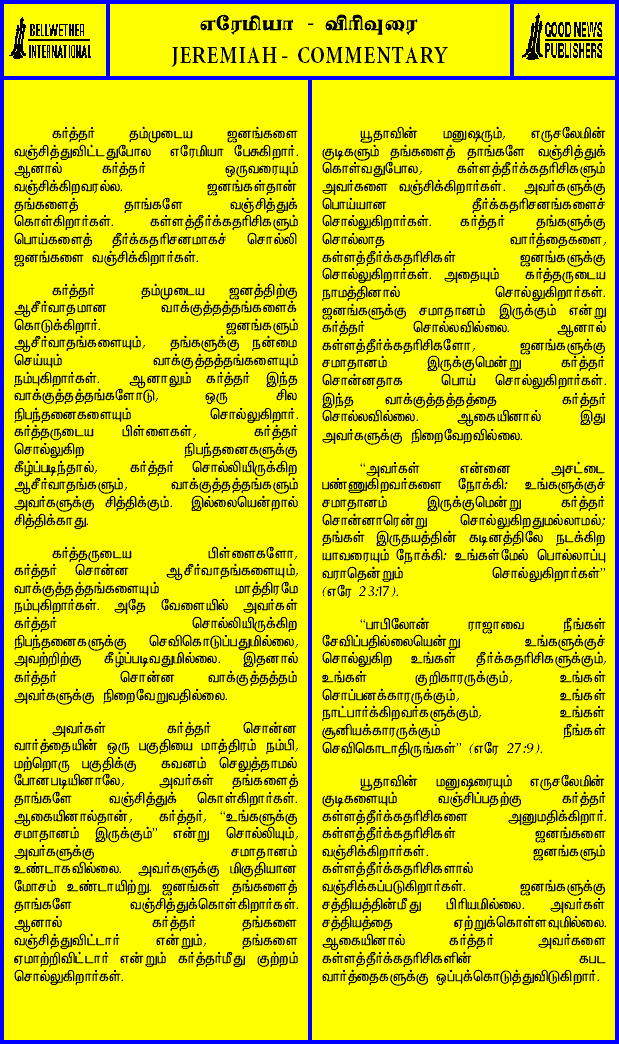 BELLWETHER
INTERNATIONAL
எரேமியா - விரிவுரை
JEREMIAH - COMMENTARY
GOOD NEWS
PUBLISHERS
கர்த்தர் தம்முடைய ஜனங்களை
வஞ்சித்துவிட்டதுபோல எரேமியா பேசுகிறார்.
ஆனால் கர்த்தர் ஒருவரையும்
வஞ்சிக்கிறவரல்ல. ஜனங்கள்தான்
தங்களைத் தாங்களே வஞ்சித்துக்
கொள்கிறார்கள். கள்ளத்தீர்க்கதரிசிகளும்
பொய்களைத் தீர்க்கதரிசனமாகச் சொல்லி
ஜனங்களை வஞ்சிக்கிறார்கள்.
கர்த்தர் தம்முடைய ஜனத்திற்கு
ஆசீர்வாதமான வாக்குத்தத்தங்களைக்
கொடுக்கிறார். ஜனங்களும்
ஆசீர்வாதங்களையும், தங்களுக்கு நன்மை
செய்யும் வாக்குத்தத்தங்களையும்
நம்புகிறார்கள். ஆனாலும் கர்த்தர் இந்த
வாக்குத்தத்தங்களோடு, ஒரு சில
நிபந்தனைகளையும் சொல்லுகிறார்.
கர்த்தருடைய பிள்ளைகள், கர்த்தர்
சொல்லுகிற நிபந்தனைகளுக்கு
கீழ்ப்படிந்தால், கர்த்தர் சொல்லியிருக்கிற
ஆசீர்வாதங்களும், வாக்குத்தத்தங்களும்
அவர்களுக்கு சித்திக்கும். இல்லையென்றால்
சித்திக்காது.
கர்த்தருடைய பிள்ளைகளோ,
கர்த்தர் சொன்ன ஆசீர்வாதங்களையும்,
வாக்குத்தத்தங்களையும் மாத்திரமே
நம்புகிறார்கள். அதே வேளையில் அவர்கள்
கர்த்தர் சொல்லியிருக்கிற
நிபந்தனைகளுக்கு செவிகொடுப்பதுமில்லை,
அவற்றிற்கு கீழ்ப்படிவதுமில்லை. இதனால்
கர்த்தர் சொன்ன வாக்குத்தத்தம்
அவர்களுக்கு நிறைவேறுவதில்லை.
அவர்கள் கர்த்தர் சொன்ன
வார்த்தையின் ஒரு பகுதியை மாத்திரம் நம்பி,
மற்றொரு பகுதிக்கு கவனம் செலுத்தாமல்
போனபடியினாலே, அவர்கள் தங்களைத்
தாங்களே வஞ்சித்துக் கொள்கிறார்கள்.
ஆகையினால்தான், கர்த்தர், “உங்களுக்கு
சமாதானம் இருக்கும்” என்று சொல்லியும்,
அவர்களுக்கு சமாதானம்
உண்டாகவில்லை. அவர்களுக்கு மிகுதியான
மோசம் உண்டாயிற்று. ஜனங்கள் தங்களைத்
தாங்களே வஞ்சித்துக்கொள்கிறார்கள்.
ஆனால் கர்த்தர் தங்களை
வஞ்சித்துவிட்டார் என்றும், தங்களை
ஏமாற்றிவிட்டார் என்றும் கர்த்தர்மீது குற்றம்
சொல்லுகிறார்கள்.
யூதாவின் மனுஷரும், எருசலேமின்
குடிகளும் தங்களைத் தாங்களே வஞ்சித்துக்
கொள்வதுபோல, கள்ளத்தீர்க்கதரிசிகளும்
அவர்களை வஞ்சிக்கிறார்கள். அவர்களுக்கு
பொய்யான தீர்க்கதரிசனங்களைச்
சொல்லுகிறார்கள். கர்த்தர் தங்களுக்கு
சொல்லாத வார்த்தைகளை,
கள்ளத்தீர்க்கதரிசிகள் ஜனங்களுக்கு
சொல்லுகிறார்கள். அதையும் கர்த்தருடைய
நாமத்தினால் சொல்லுகிறார்கள்.
ஜனங்களுக்கு சமாதானம் இருக்கும் என்று
கர்த்தர் சொல்லவில்லை. ஆனால்
கள்ளத்தீர்க்கதரிசிகளோ, ஜனங்களுக்கு
சமாதானம் இருக்குமென்று கர்த்தர்
சொன்னதாக பொய் சொல்லுகிறார்கள்.
இந்த வாக்குத்தத்தத்தை கர்த்தர்
சொல்லவில்லை. ஆகையினால் இது
அவர்களுக்கு நிறைவேறவில்லை.
“அவர்கள் என்னை அசட்டை
பண்ணுகிறவர்களை நோக்கி: உங்களுக்குச்
சமாதானம் இருக்குமென்று கர்த்தர்
சொன்னாரென்று சொல்லுகிறதுமல்லாமல்;
தங்கள் இருதயத்தின் கடினத்திலே நடக்கிற
யாவரையும் நோக்கி: உங்கள்மேல் பொல்லாப்பு
வராதென்றும் சொல்லுகிறார்கள்”
(எரே 23:17).
“பாபிலோன் ராஜாவை நீங்கள்
சேவிப்பதில்லையென்று உங்களுக்குச்
சொல்லுகிற உங்கள் தீர்க்கதரிசிகளுக்கும்,
உங்கள் குறிகாரருக்கும், உங்கள்
சொப்பனக்காரருக்கும், உங்கள்
நாட்பார்க்கிறவர்களுக்கும், உங்கள்
சூனியக்காரருக்கும் நீங்கள்
செவிகொடாதிருங்கள்” (எரே 27:9).
யூதாவின் மனுஷரையும் எருசலேமின்
குடிகளையும் வஞ்சிப்பதற்கு கர்த்தர்
கள்ளத்தீர்க்கதரிசிகளை அனுமதிக்கிறார்.
கள்ளத்தீர்க்கதரிசிகள் ஜனங்களை
வஞ்சிக்கிறார்கள். ஜனங்களும்
கள்ளத்தீர்க்கதரிசிகளால்
வஞ்சிக்கப்படுகிறார்கள். ஜனங்களுக்கு
சத்தியத்தின்மீது பிரியமில்லை. அவர்கள்
சத்தியத்தை ஏற்றுக்கொள்ளவுமில்லை.
ஆகையினால் கர்த்தர் அவர்களை
கள்ளத்தீர்க்கதரிசிகளின் கபட
வார்த்தைகளுக்கு ஒப்புக்கொடுத்துவிடுகிறார்.